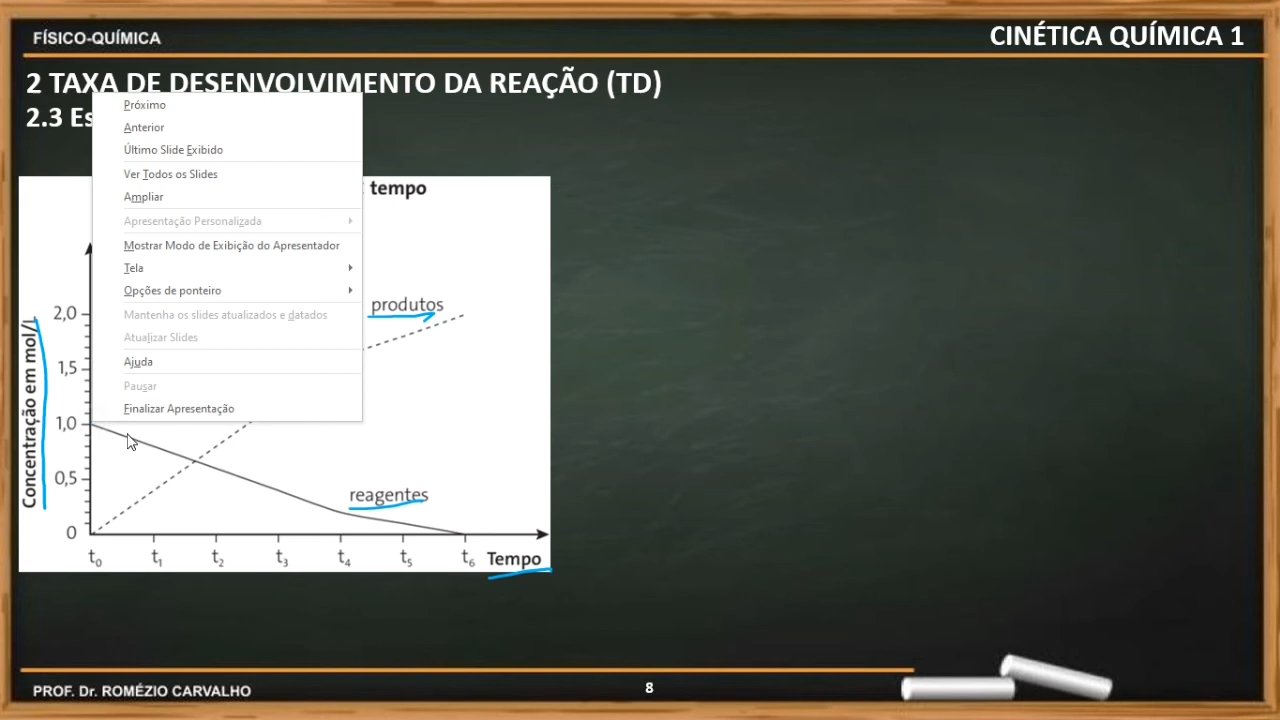 FÍSICO-QUÍMICA
CINÉTICA QUÍMICA 1
2 TAXA DE DESENVOLVIMENTO DA REAÇÃO (TD)
2.3
Próximo
Anterior
Último Slide Exibido
Ver Todos os Slides
Ampliar
Apresentação Personalizada
Mostrar Modo de Exibição do Apresentador
Tela
Opções de ponteiro
Mantenha os slides atualizados e datados
Atualizar Slides
Ajuda
Pausar
Finalizar Apresentação
tempo
produtos
reagentes
Concentração em mol/L
2,0
1,5
1,0
0,5
0
t₀ t₁ t₂ t₃ t₄ t₅ t₆ Tempo
PROF. Dr. ROMÉZIO CARVALHO
8